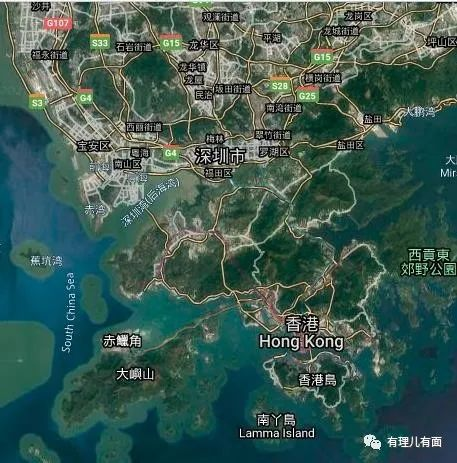 沙井
观澜街道
龙岗区
G107
平湖
龙城街道
S33
G15
龙华区
坪山区
石岩街道
G15
福永街道
龙华镇
龙屋
横岗街道
S28
民治
坂田街道
G4
G25
S3
南湾街道
大鹏湾
盐田
西丽街道
梅林
翠竹街道
宝安区
粤海
G4
深圳市
罗湖区
盐田区
南山区
前海
福田区
赤湾
深圳湾(后海湾)
西貢東
郊野公園
蕉坑湾
South China Sea
香港
Hong Kong
赤鱲角
大嶼山
香港島
南丫島
Lamma Island
有理儿有面